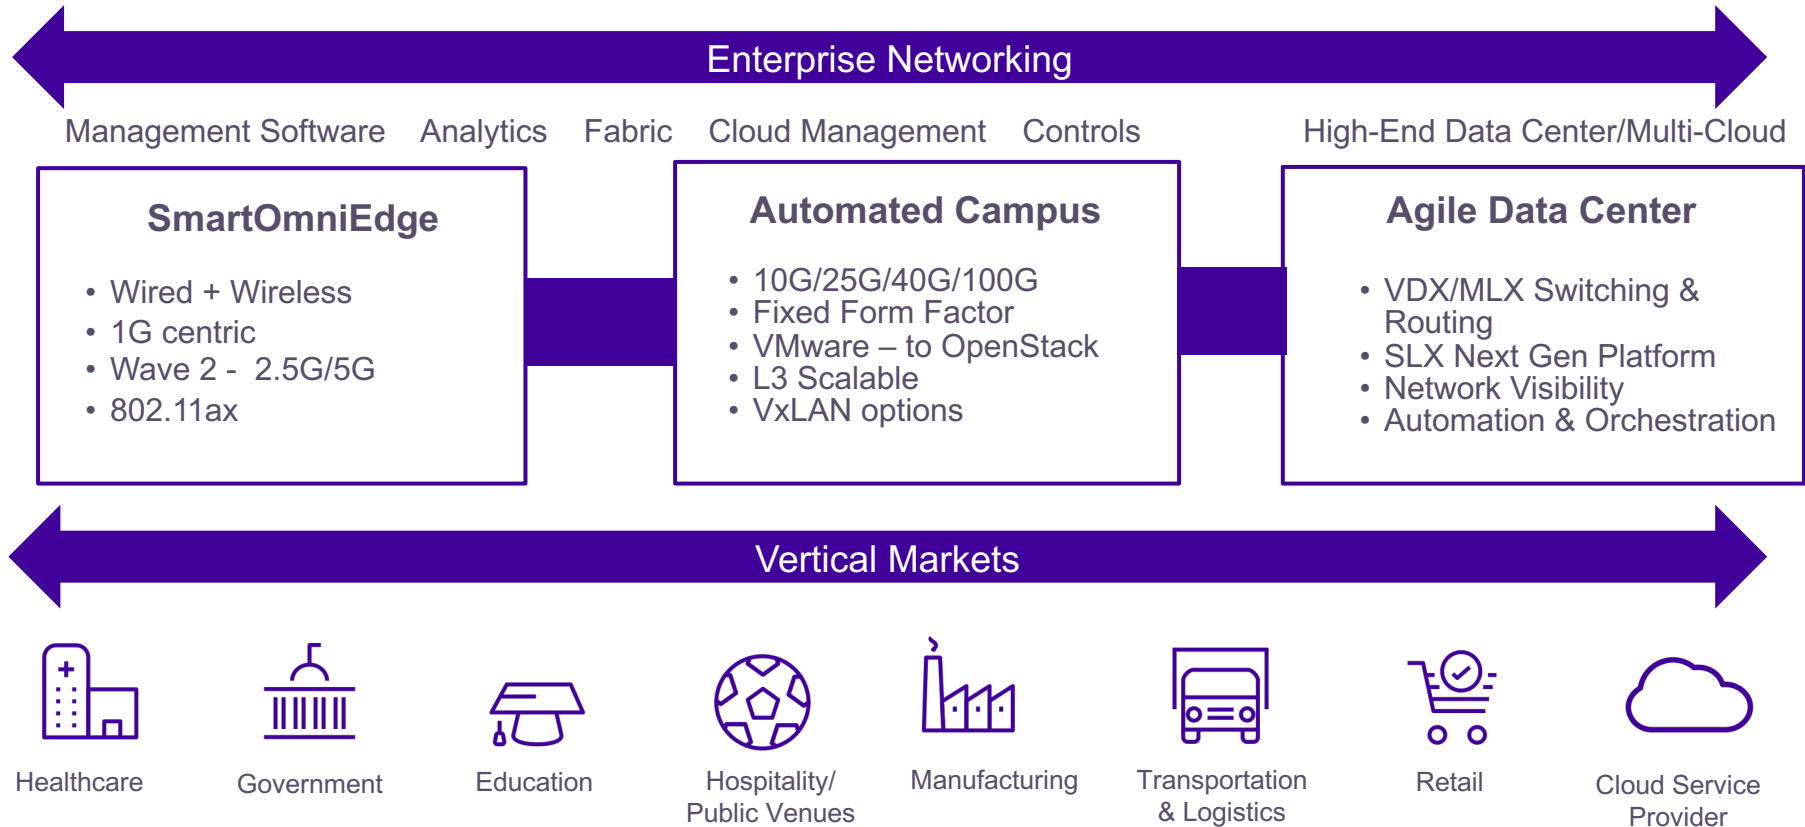 Enterprise Networking
Management Software Analytics Fabric Cloud Management Controls High-End Data Center/Multi-Cloud
SmartOmniEdge
• Wired + Wireless
• 1G centric
• Wave 2 - 2.5G/5G
• 802.11ax
Automated Campus
• 10G/25G/40G/100G
• Fixed Form Factor
• VMware – to OpenStack
• L3 Scalable
• VxLAN options
Agile Data Center
• VDX/MLX Switching &
Routing
• SLX Next Gen Platform
• Network Visibility
• Automation & Orchestration
Vertical Markets
Healthcare
Government
Education
Hospitality/
Public Venues
Manufacturing
Transportation
& Logistics
Retail
Cloud Service
Provider